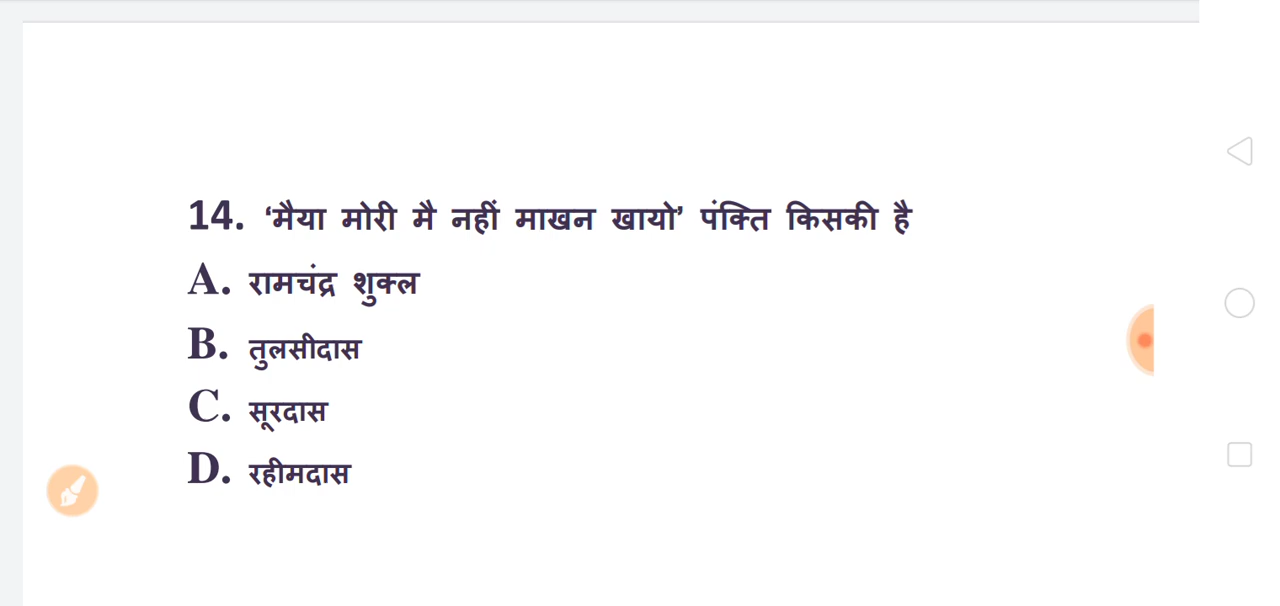 14. ‘मैया मोरी मै नहीं माखन खायो’ पंक्ति किसकी है
A. रामचंद्र शुक्ल
B. तुलसीदास
C. सूरदास
D. रहीमदास